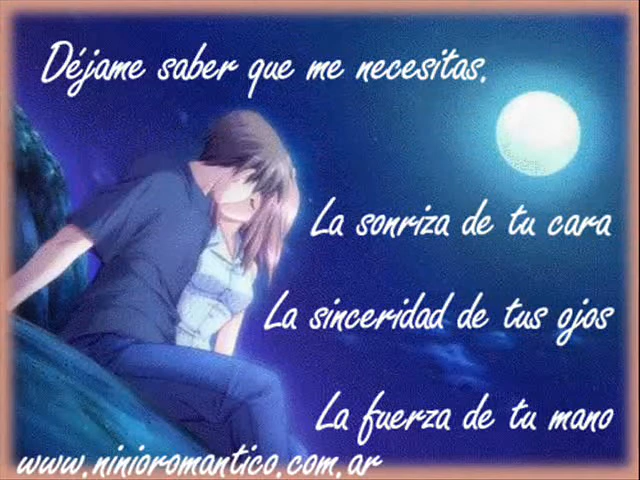 Déjame saber que me necesitas.
La sonriza de tu cara
La sinceridad de tus ojos
La fuerza de tu mano
www.ninioromantico.com.ar